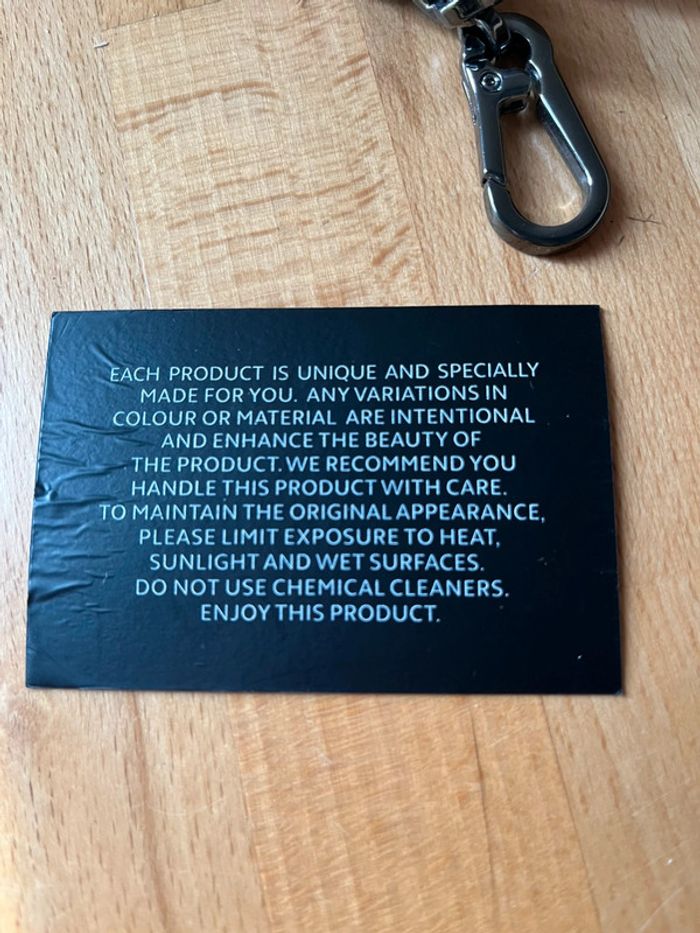 EACH PRODUCT IS UNIQUE AND SPECIALLY
MADE FOR YOU. ANY VARIATIONS IN
COLOUR OR MATERIAL ARE INTENTIONAL
AND ENHANCE THE BEAUTY OF
THE PRODUCT. WE RECOMMEND YOU
HANDLE THIS PRODUCT WITH CARE.
TO MAINTAIN THE ORIGINAL APPEARANCE,
PLEASE LIMIT EXPOSURE TO HEAT,
SUNLIGHT AND WET SURFACES.
DO NOT USE CHEMICAL CLEANERS.
ENJOY THIS PRODUCT.